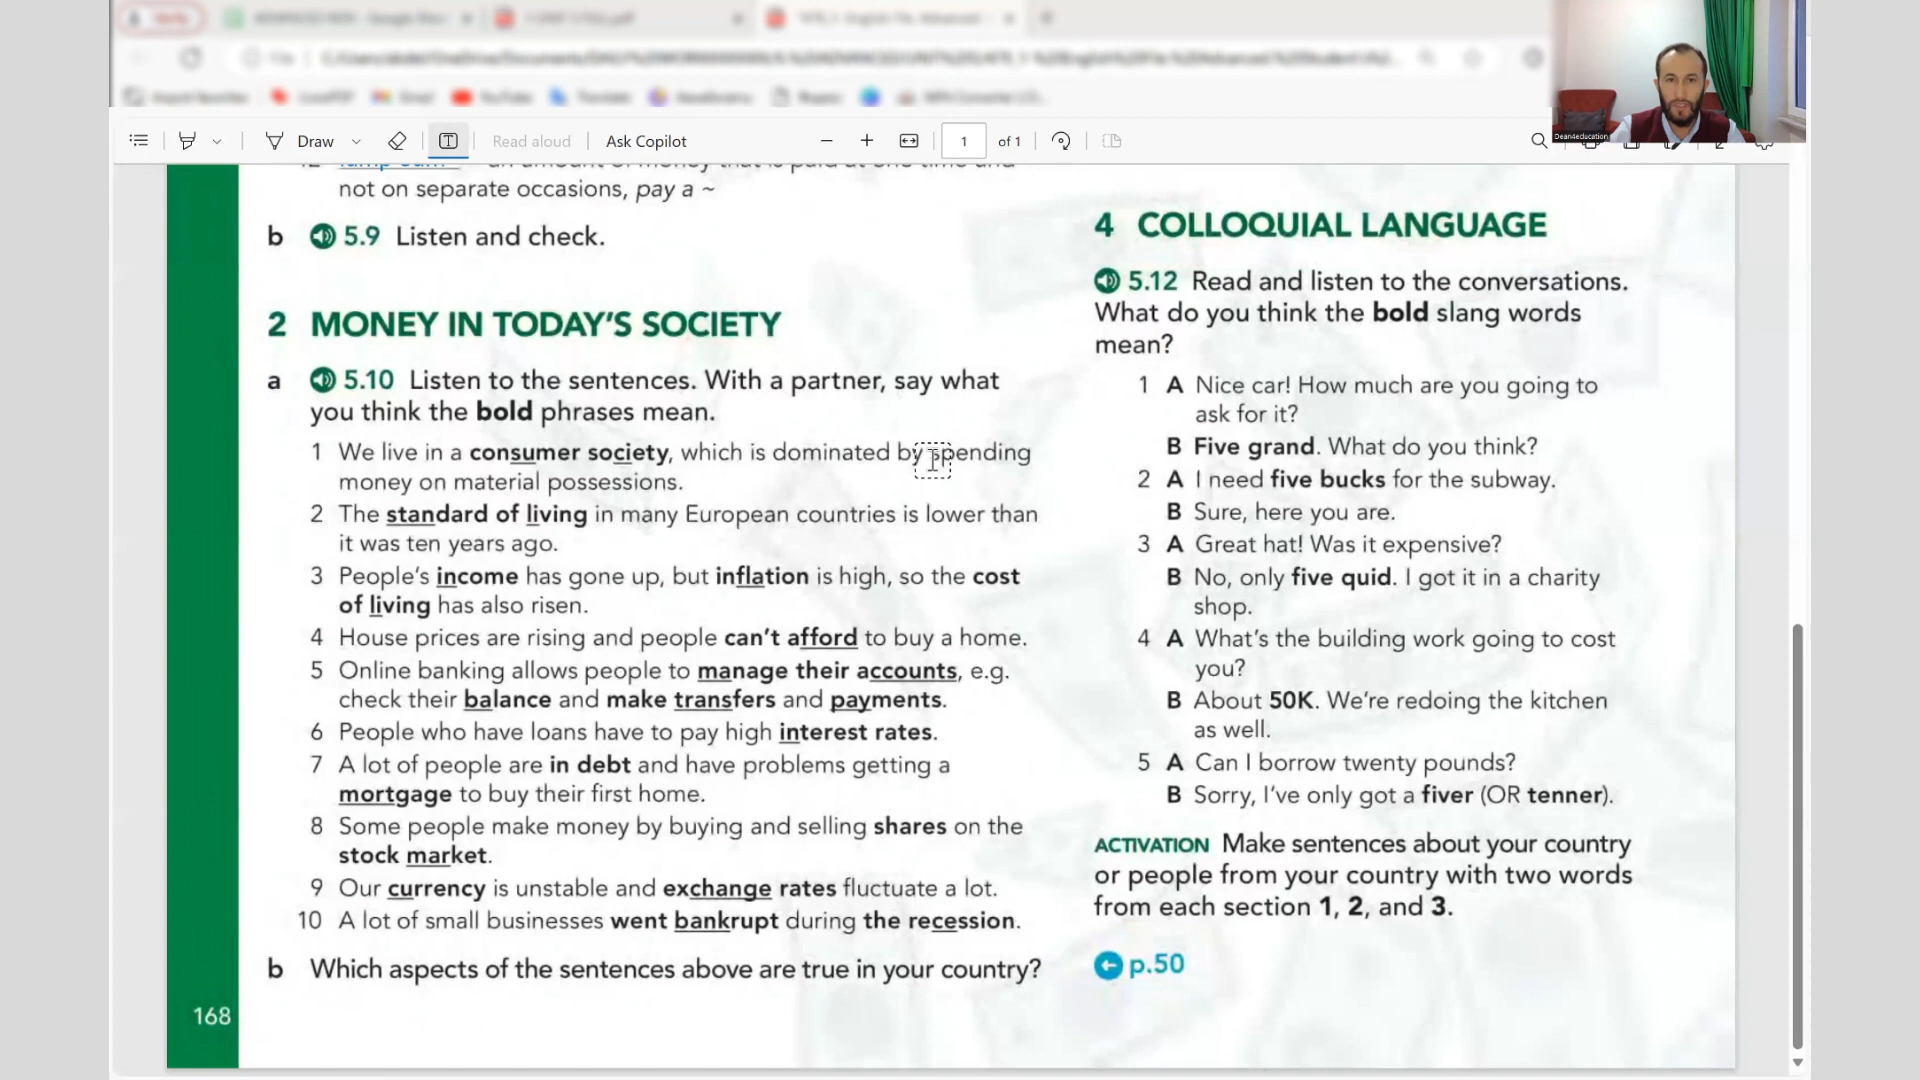 Draw
Read aloud
Ask Copilot
1
of 1
Dean4education
not on separate occasions, pay a ~
b 5.9 Listen and check.
2 MONEY IN TODAY'S SOCIETY
a 5.10 Listen to the sentences. With a partner, say what
you think the bold phrases mean.
1 We live in a consumer society, which is dominated by spending
money on material possessions.
2 The standard of living in many European countries is lower than
it was ten years ago.
3 People's income has gone up, but inflation is high, so the cost
of living has also risen.
4 House prices are rising and people can't afford to buy a home.
5 Online banking allows people to manage their accounts, e.g.
check their balance and make transfers and payments.
6 People who have loans have to pay high interest rates.
7 A lot of people are in debt and have problems getting a
mortgage to buy their first home.
8 Some people make money by buying and selling shares on the
stock market.
9 Our currency is unstable and exchange rates fluctuate a lot.
10 A lot of small businesses went bankrupt during the recession.
b Which aspects of the sentences above are true in your country?
168
4 COLLOQUIAL LANGUAGE
5.12 Read and listen to the conversations.
What do you think the bold slang words
mean?
1 A Nice car! How much are you going to
ask for it?
B Five grand. What do you think?
2 A I need five bucks for the subway.
B Sure, here you are.
3 A Great hat! Was it expensive?
B No, only five quid. I got it in a charity
shop.
4 A What's the building work going to cost
you?
B About 50K. We're redoing the kitchen
as well.
5 A Can I borrow twenty pounds?
B Sorry, I've only got a fiver (OR tenner).
ACTIVATION Make sentences about your country
or people from your country with two words
from each section 1, 2, and 3.
p.50